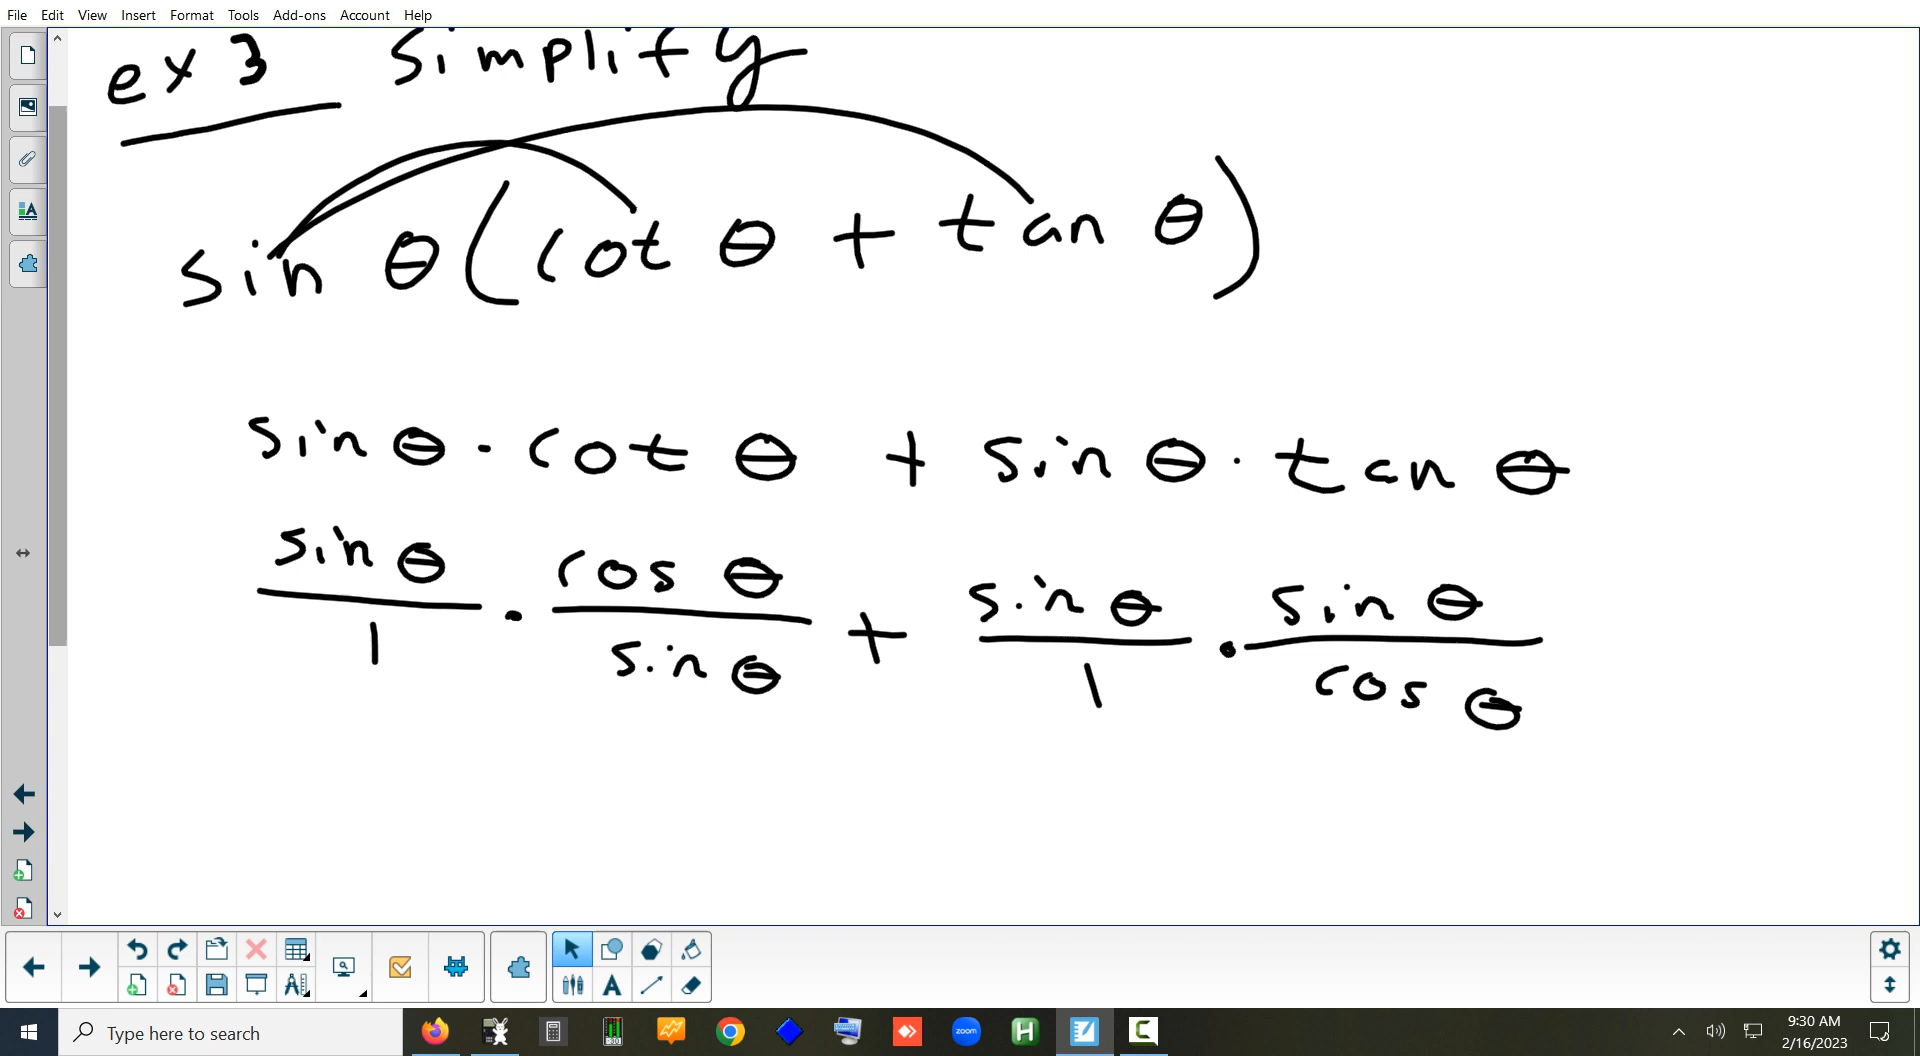 File Edit View Insert Format Tools Add-ons Account Help
ex 3 simplify
sin θ(cot θ + tan θ)
sin θ · cot θ + sin θ · tan θ
sin θ/1 · cos θ/sin θ + sin θ/1 · sin θ/cos θ
A
A
Type here to search
zoom
H
C
9:30 AM
2/16/2023